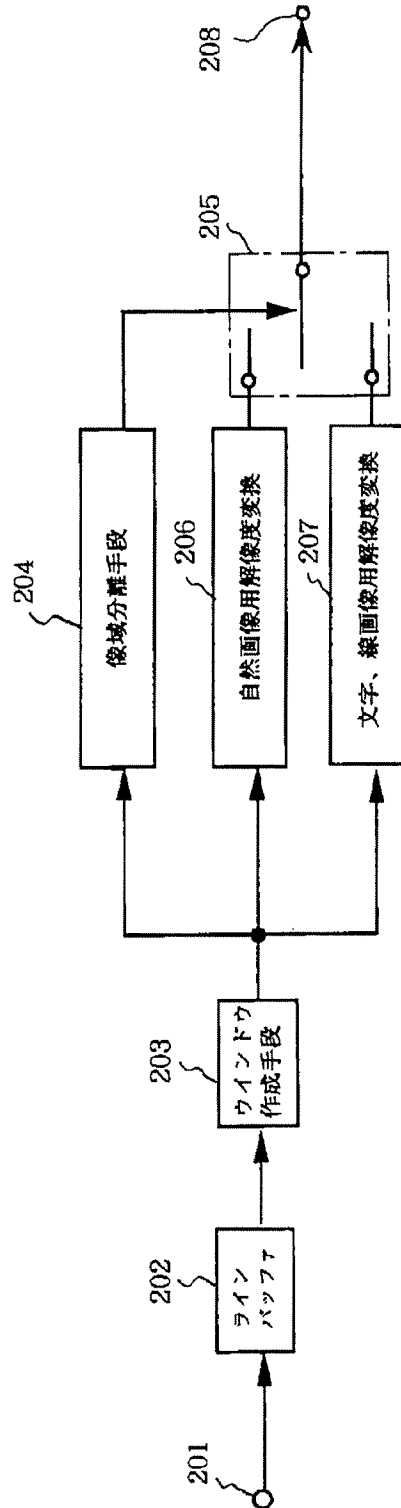 201
202
ライン
バッファ
203
ウインドウ
作成手段
204
像域分離手段
206
自然画像用解像度変換
207
文字、線画像用解像度変換
205
208